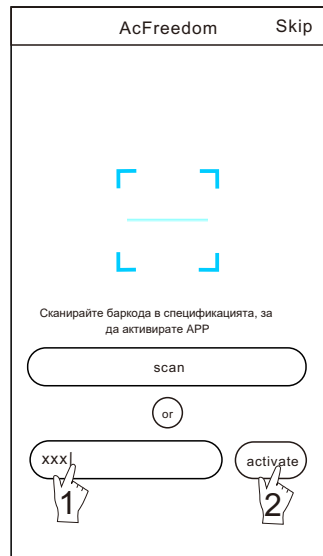 AcFreedom Skip
Сканирайте баркода в спецификацията, за
да активирате APP
scan
or
xxx activate
1 2